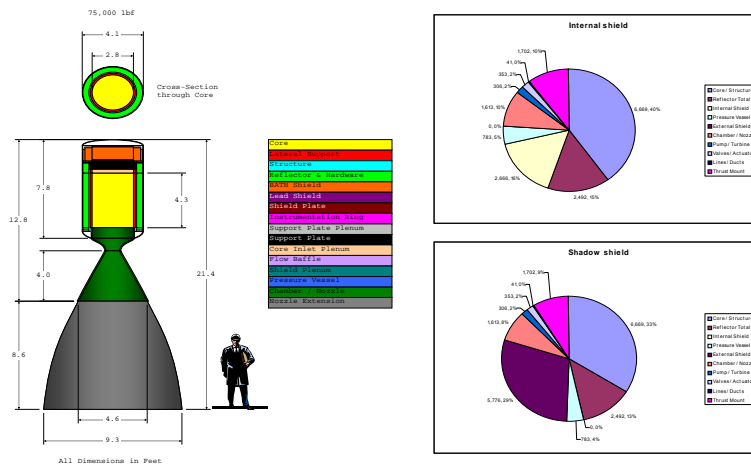 75,000 lbf
4.1
2.8
Cross-Section
through Core
7.8
12.8
4.0
8.6
4.3
21.4
4.6
9.3
All Dimensions in Feet
Core
Lateral Support
Structure
Reflector & Hardware
BATH Shield
Lead Shield
Shield Plate
Instrumentation Ring
Support Plate Plenum
Support Plate
Core Inlet Plenum
Flow Baffle
Shield Plenum
Pressure Vessel
Chamber / Nozzle
Nozzle Extension
Internal shield
1,702, 10%
41, 0%
353, 2%
306, 2%
1,613, 10%
0, 0%
783, 5%
2,666, 16%
2,492, 15%
6,669, 40%
Core / Structur
Reflector Total
Internal Shield
Pressure Vessel
External Shield
Chamber / Nozz
Pump / Turbine
Valves / Actuato
Lines / Ducts
Thrust Mount
Shadow shield
1,702, 9%
41, 0%
353, 2%
306, 2%
1,613, 8%
5,776, 29%
783, 4%
0, 0%
2,492, 13%
6,669, 33%
Core / Structur
Reflector Total
Internal Shield
Pressure Vessel
External Shield
Chamber / Nozz
Pump / Turbine
Valves / Actuato
Lines / Ducts
Thrust Mount